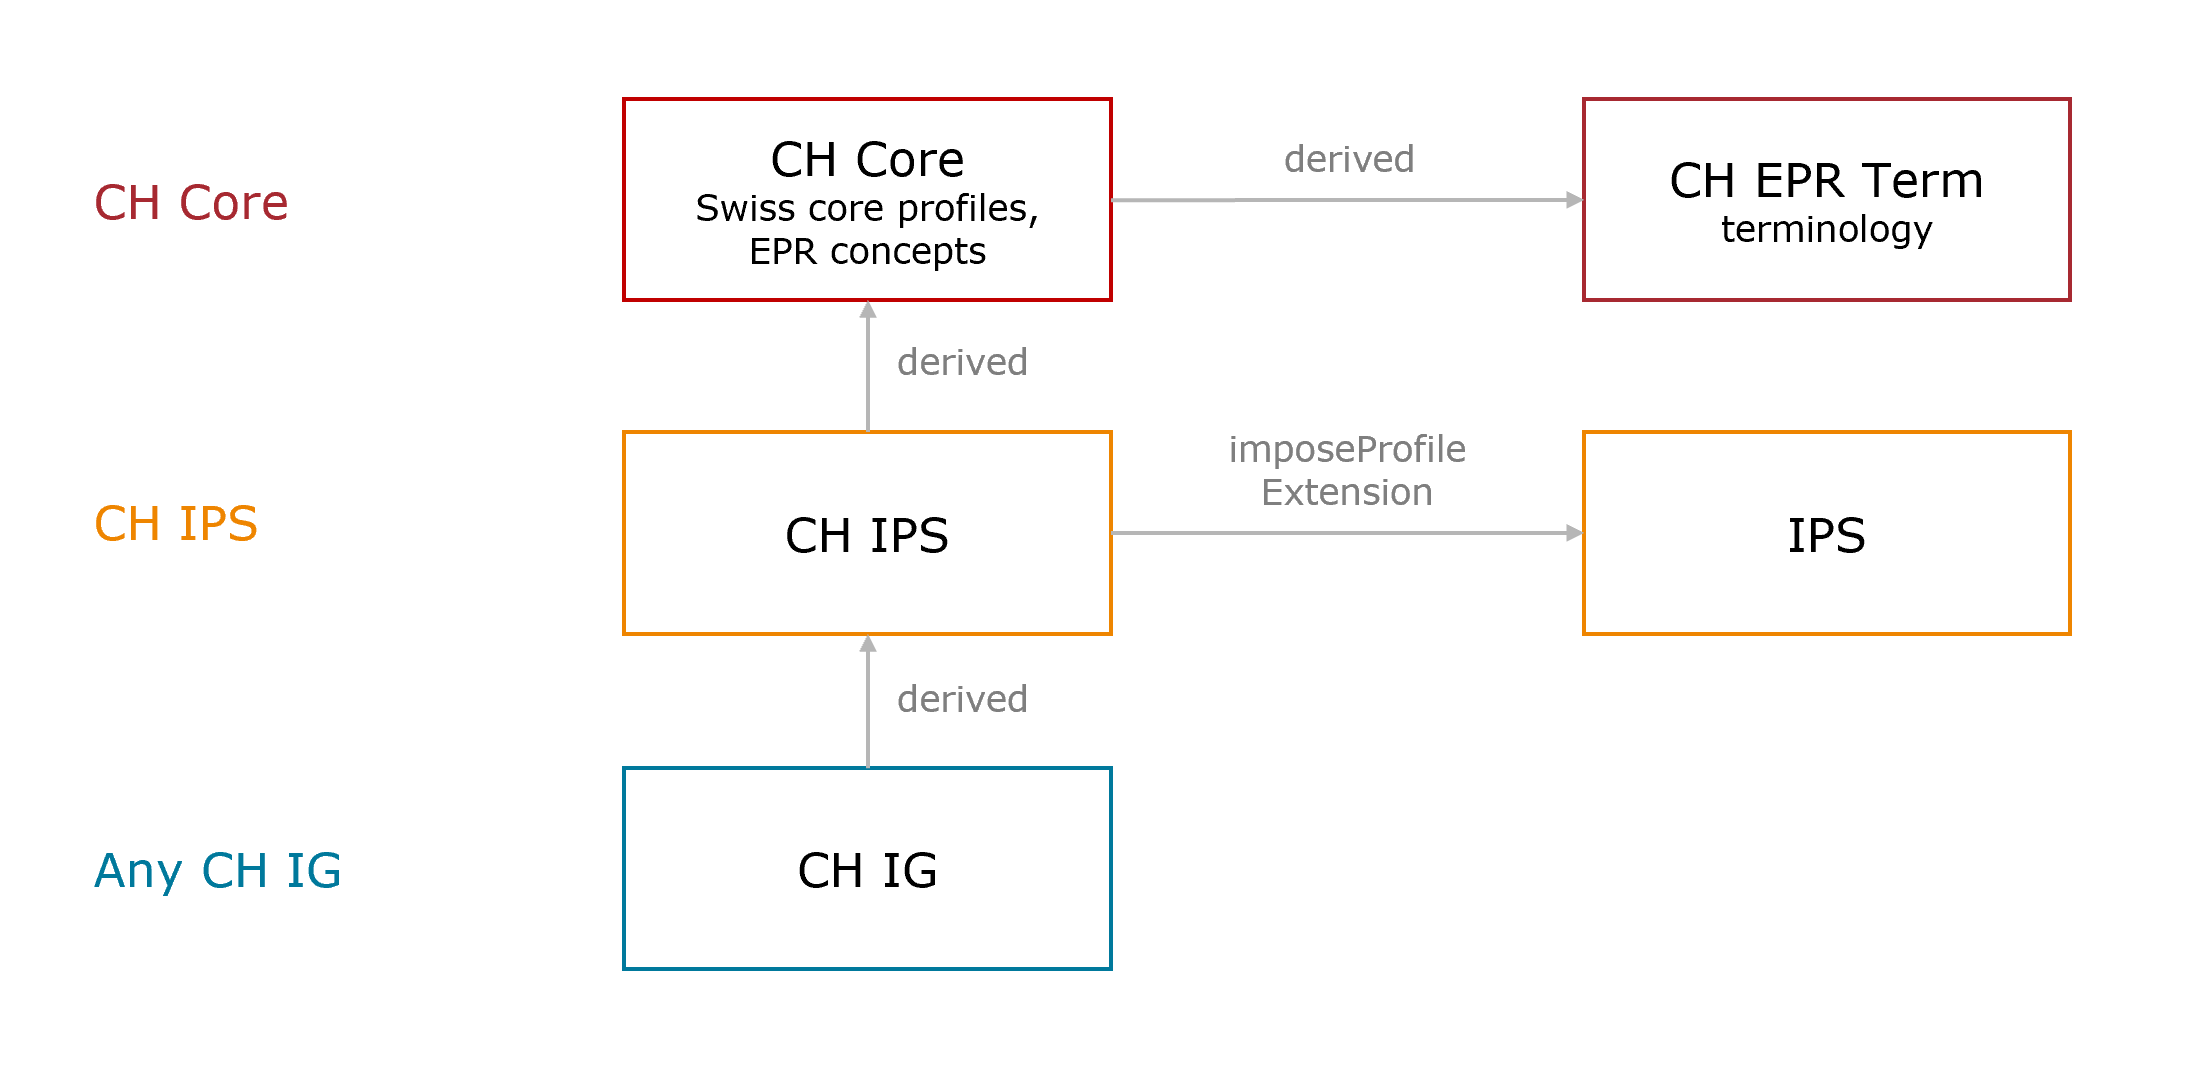 CH Core
CH Core
Swiss core profiles,
EPR concepts
derived
CH EPR Term
terminology
derived
CH IPS
CH IPS
imposeProfile
Extension
IPS
derived
Any CH IG
CH IG